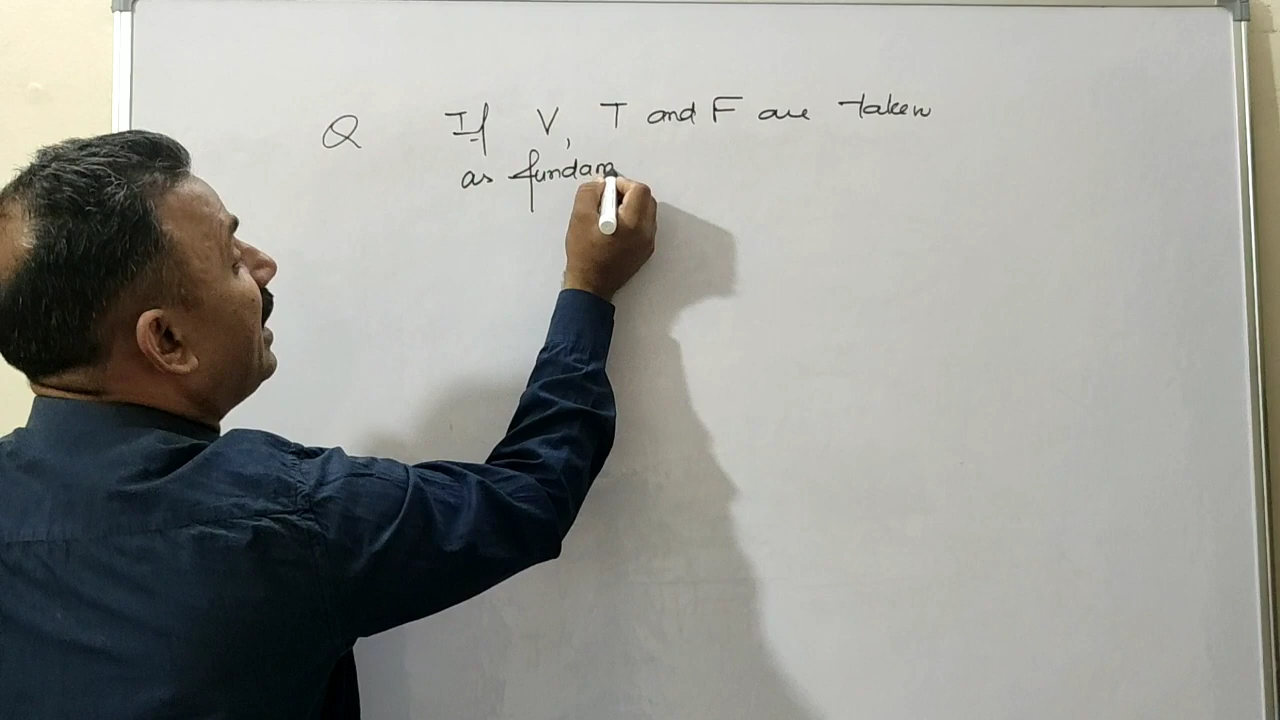 Q If V, T and F are taken
as fundam